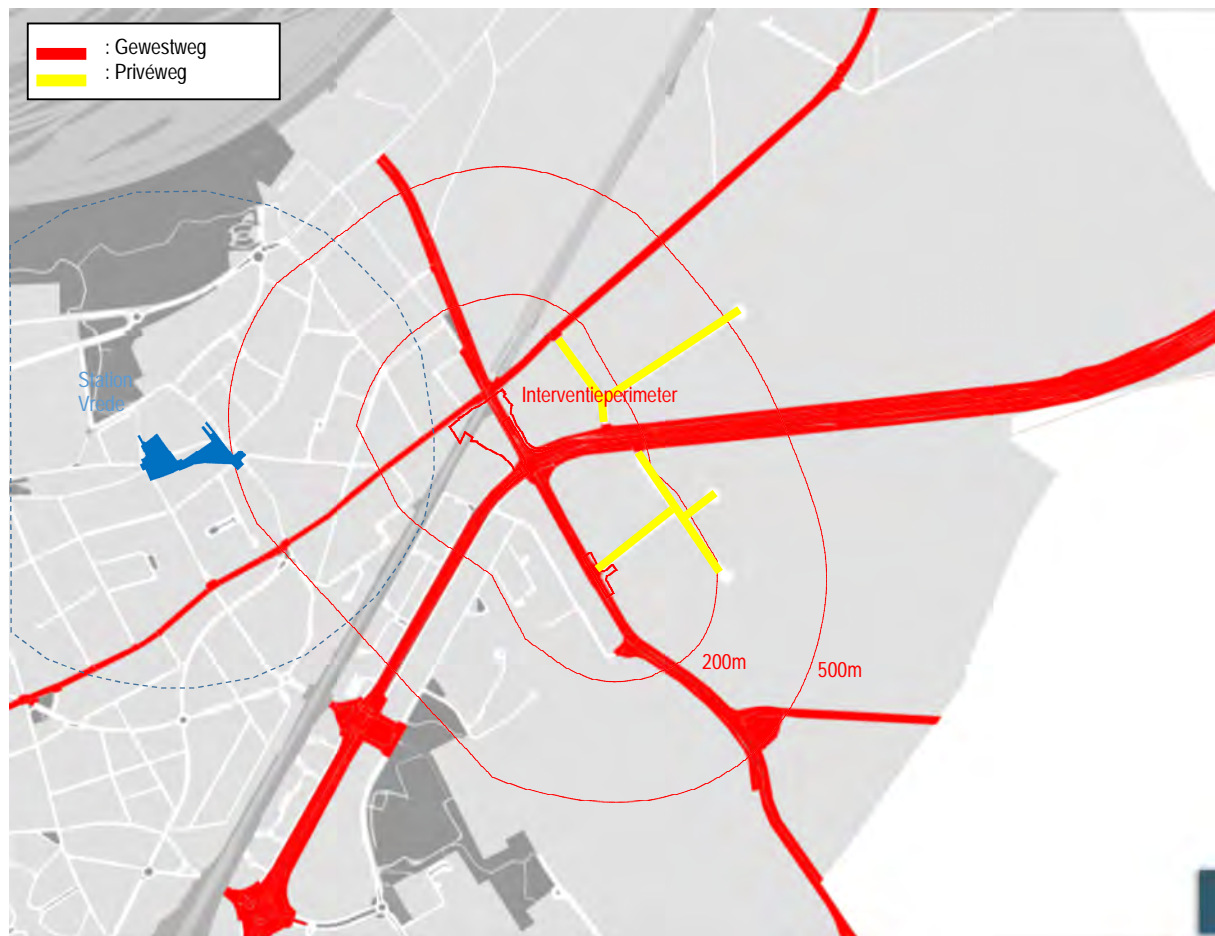 : Gewestweg
: Privéweg
Station
Vrede
Interventieperimeter
200m
500m